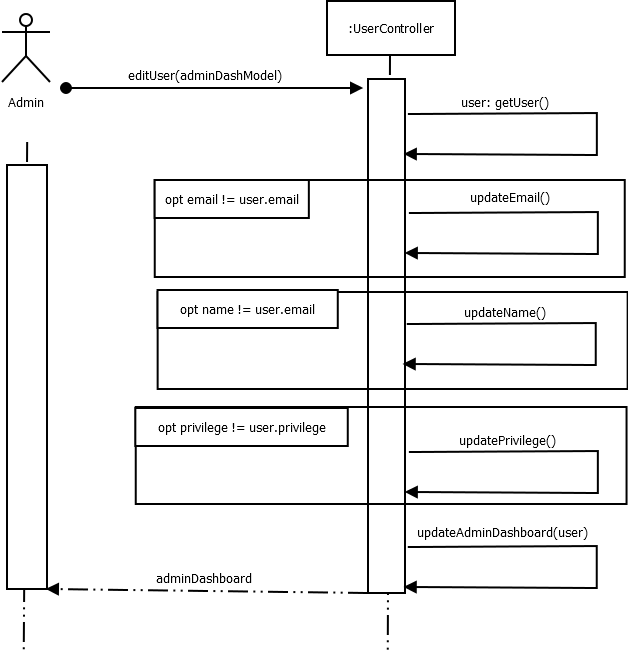 :UserController
editUser(adminDashModel)
Admin
user: getUser()
opt email != user.email
updateEmail()
opt name != user.email
updateName()
opt privilege != user.privilege
updatePrivilege()
updateAdminDashboard(user)
adminDashboard